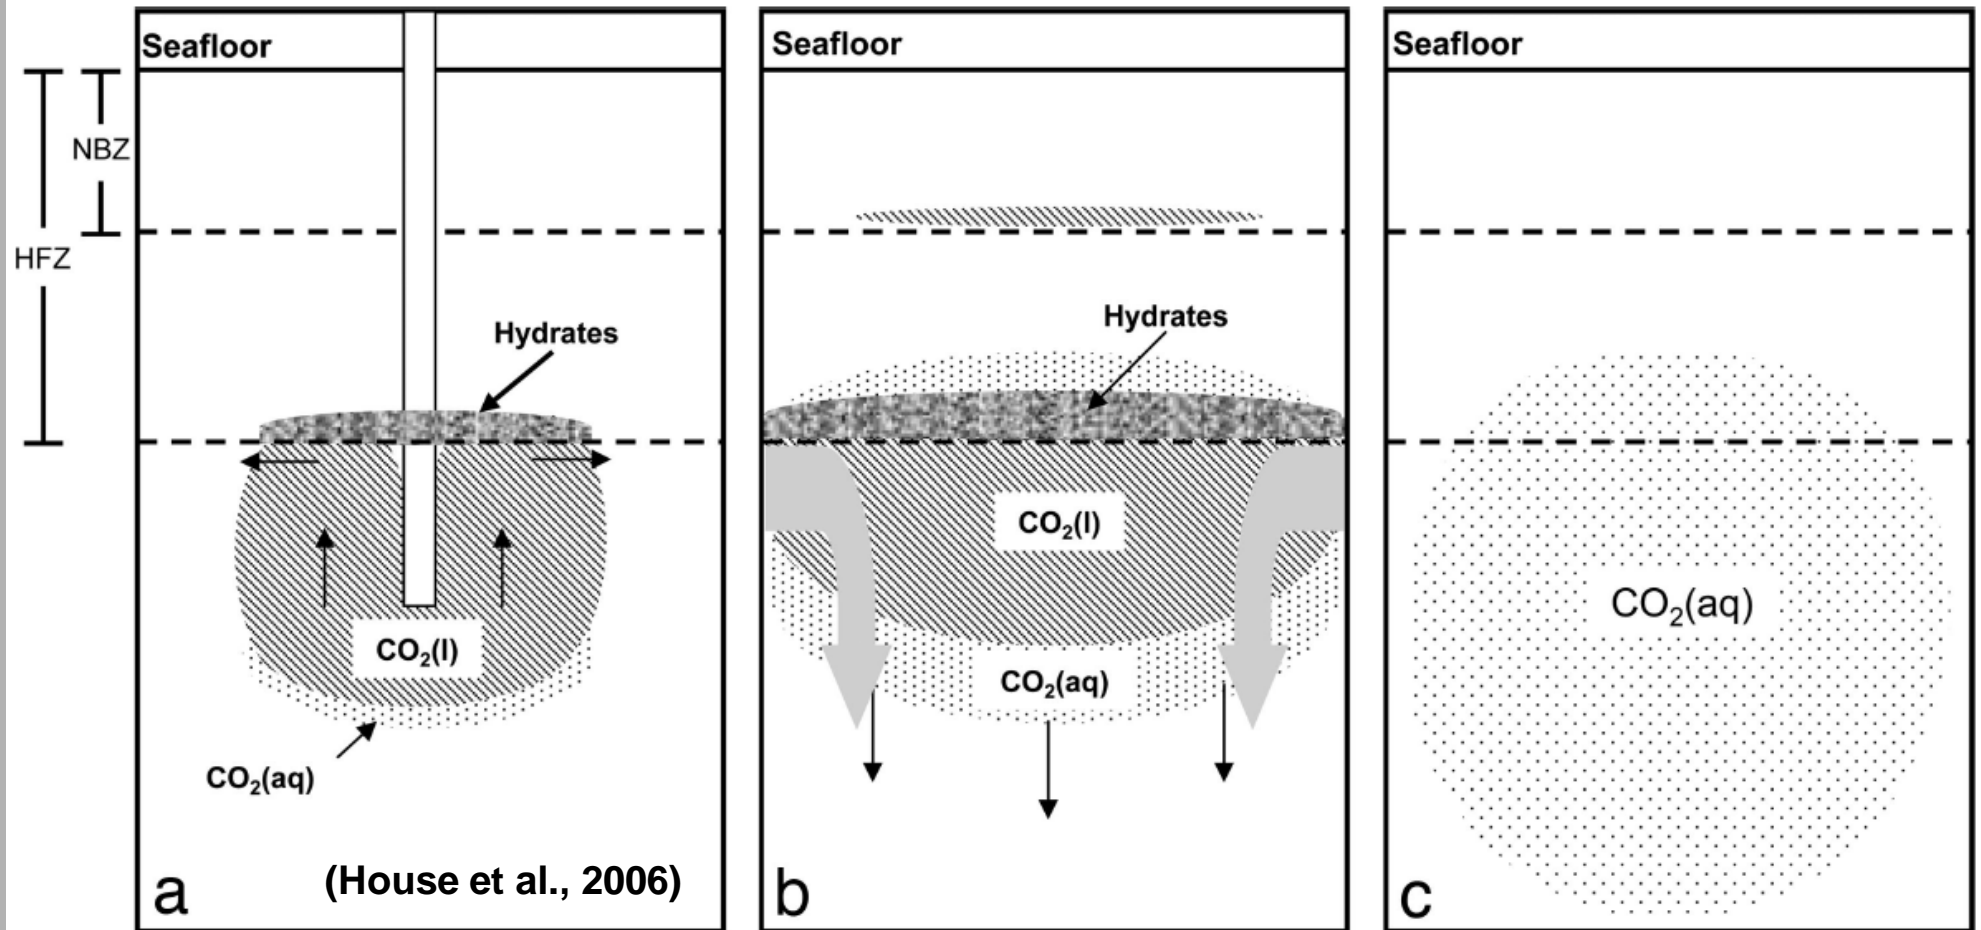 NBZ
HFZ
Seafloor
Hydrates
CO₂(l)
CO₂(aq)
a
(House et al., 2006)
Seafloor
Hydrates
CO₂(l)
CO₂(aq)
b
Seafloor
CO₂(aq)
c